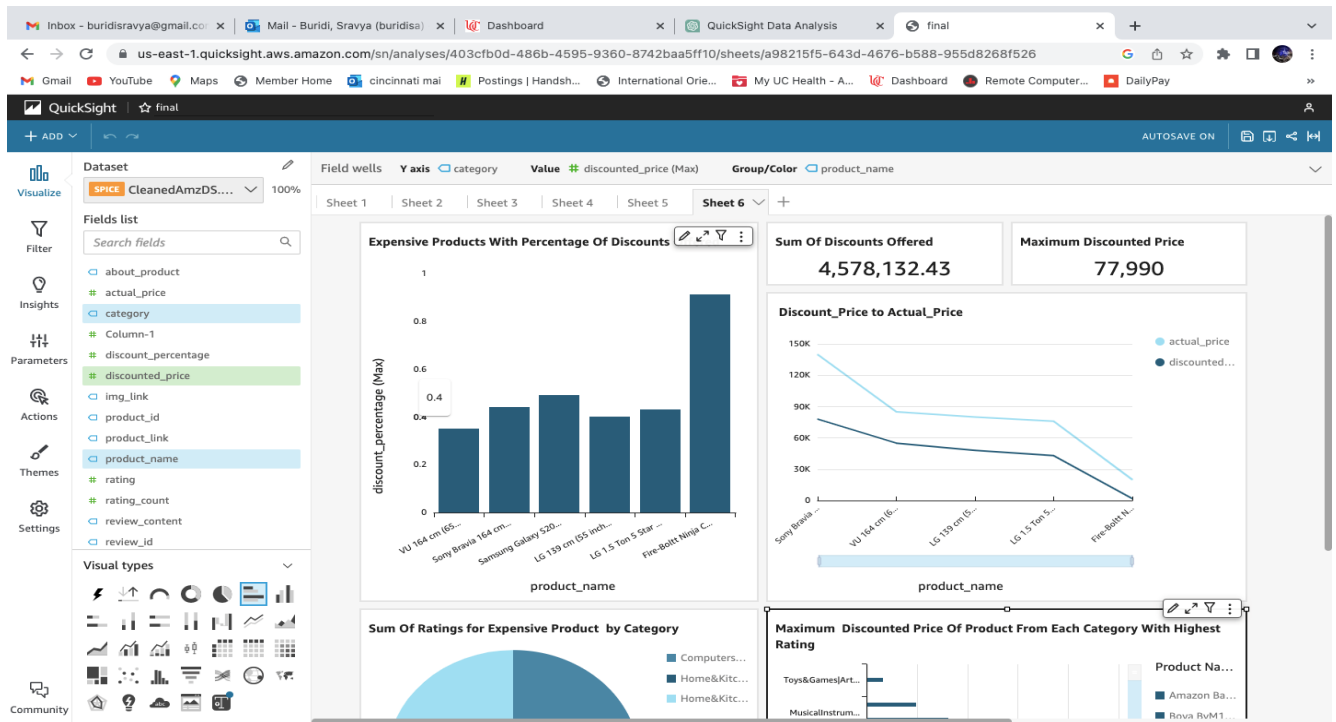 Inbox - buridisravya@gmail.cor
Mail - Buridi, Sravya (buridisa)
Dashboard
QuickSight Data Analysis
final
us-east-1.quicksight.aws.amazon.com/sn/analyses/403cfb0d-486b-4595-9360-8742baa5ff10/sheets/a98215f5-643d-4676-b588-955d8268f526
Gmail YouTube Maps Member Home cincinnati mai Postings | Handsh... International Orie... My UC Health - A... Dashboard Remote Computer... DailyPay
QuickSight final
+ ADD AUTOSAVE ON
Visualize
Filter
Insights
Parameters
Actions
Themes
Settings
Community
Dataset
SPICE CleanedAmzDS.... 100%
Fields list
Search fields
about_product
# actual_price
category
# Column-1
# discount_percentage
# discounted_price
img_link
product_id
product_link
product_name
# rating
# rating_count
review_content
review_id
Visual types
abc
Field wells Y axis category Value # discounted_price (Max) Group/Color product_name
Sheet 1 Sheet 2 Sheet 3 Sheet 4 Sheet 5 Sheet 6
Expensive Products With Percentage Of Discounts
1
0.8
0.6
0.4
0.4
0.2
0
discount_percentage (Max)
VU 164 cm (65...
Sony Bravia 164 cm...
Samsung Galaxy S20...
LG 139 cm (55 inch...
LG 1.5 Ton 5 Star ...
Fire-Boltt Ninja C...
product_name
Sum Of Discounts Offered
4,578,132.43
Maximum Discounted Price
77,990
Discount_Price to Actual_Price
150K
120K
90K
60K
30K
0
Sony Bravia ...
VU 164 cm (6...
LG 139 cm (5...
LG 1.5 Ton 5...
Fire-Boltt N...
product_name
actual_price
discounted...
Sum Of Ratings for Expensive Product by Category
Computers...
Home&Kitc...
Home&Kitc...
Maximum Discounted Price Of Product From Each Category With Highest
Rating
Toys&Games|Art...
MusicalInstrum...
Product Na...
Amazon Ba...
Boya ByM1...